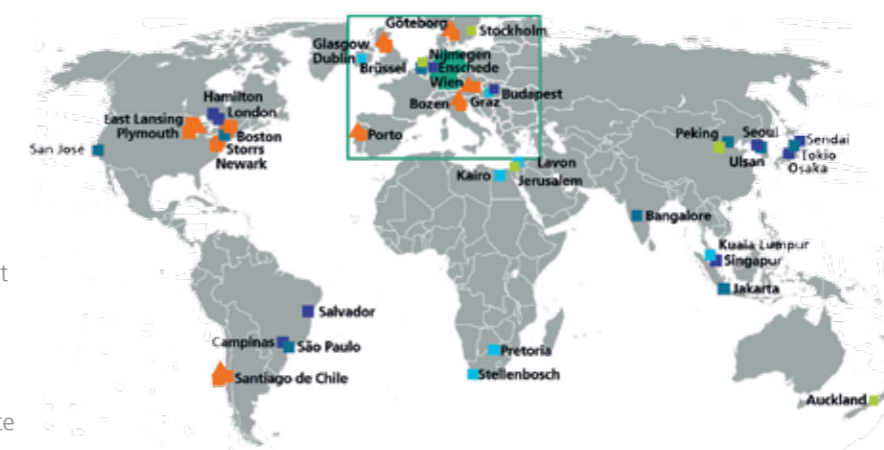 Göteborg
Stockholm
Glasgow
Dublin
Nijmegen
Brüssel
Enschede
Wien
Budapest
Bozen
Graz
Porto
Hamilton
London
East Lansing
Plymouth
Boston
San José
Storrs
Newark
Peking
Seoul
Sendai
Ulsan
Tokio
Osaka
Lavon
Kairo
Jerusalem
Bangalore
Kuala Lumpur
Singapur
Jakarta
Salvador
Campinas
São Paulo
Santiago de Chile
Pretoria
Stellenbosch
Auckland